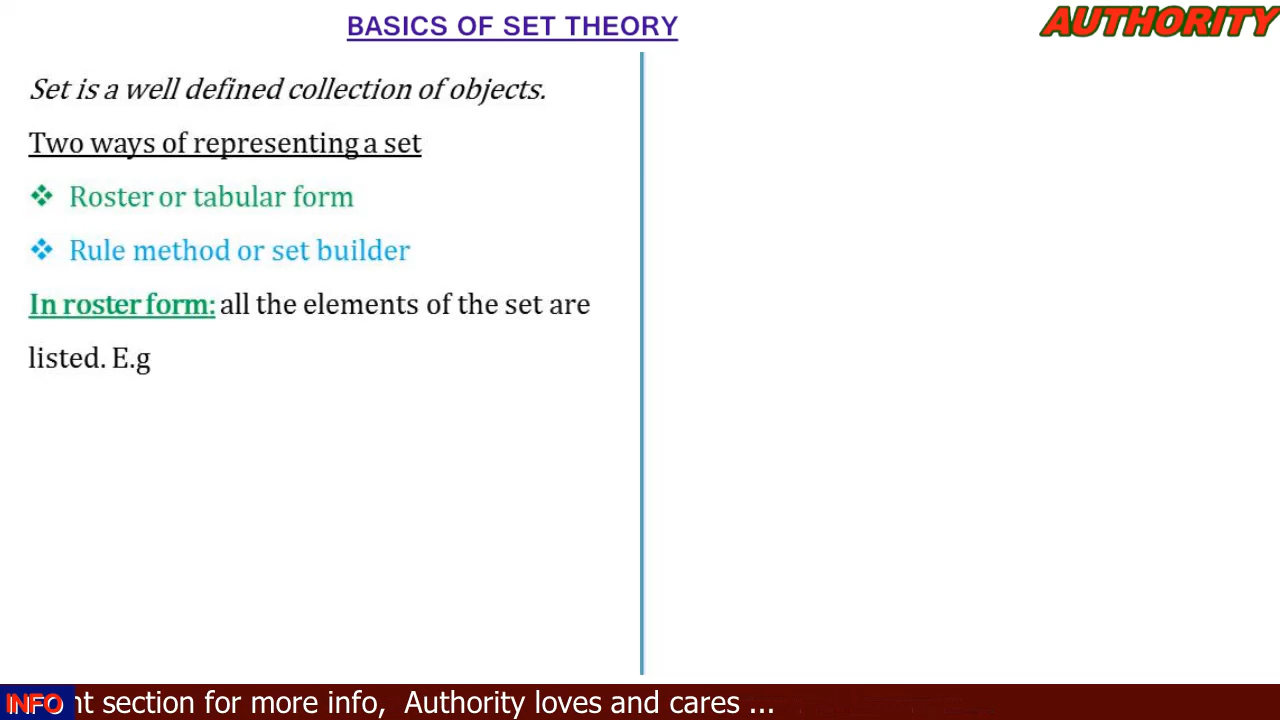 BASICS OF SET THEORY
AUTHORITY
Set is a well defined collection of objects.
Two ways of representing a set
❖ Roster or tabular form
❖ Rule method or set builder
In roster form: all the elements of the set are
listed. E.g
INFO nt section for more info, Authority loves and cares ...